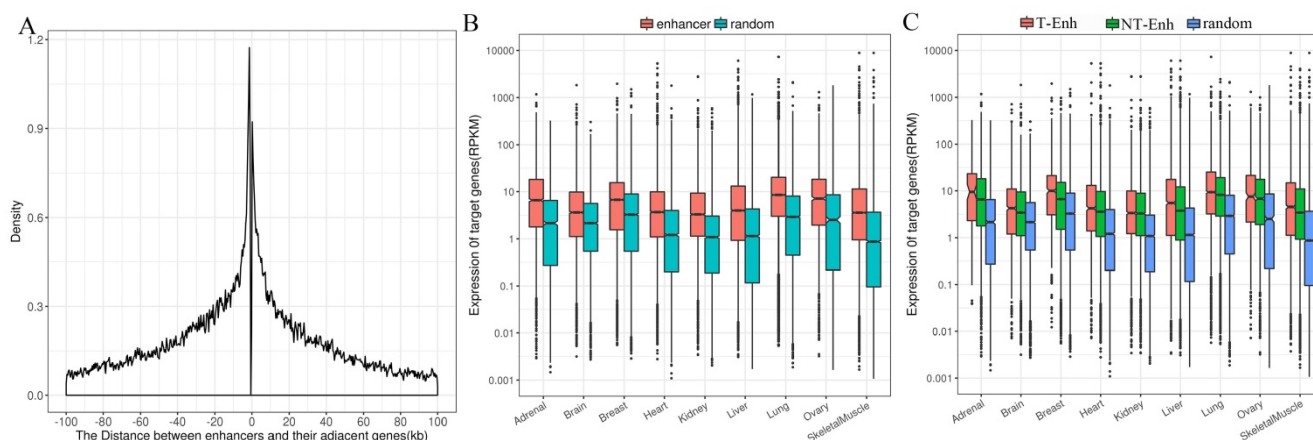 A
1.2
0.9
0.6
0.3
0.0
Density
-100 -80 -60 -40 -20 0 20 40 60 80 100
The Distance between enhancers and their adjacent genes(kb)
B
enhancer random
10000
1000
100
10
1
0.1
0.01
0.001
Expression 0f target genes(RPKM)
Adrenal Brain Breast Heart Kidney Liver Lung Ovary SkeletalMuscle
C
T-Enh NT-Enh random
10000
1000
100
10
1
0.1
0.01
0.001
Expression 0f target genes(RPKM)
Adrenal Brain Breast Heart Kidney Liver Lung Ovary SkeletalMuscle